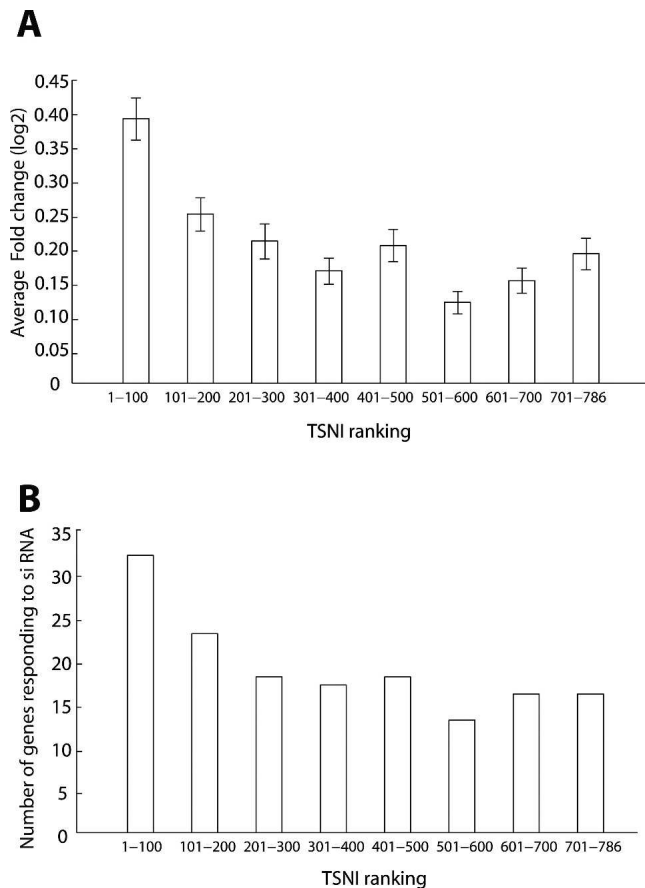 A
Average Fold change (log2)
0.45
0.40
0.35
0.30
0.25
0.20
0.15
0.10
0.05
0
1–100 101–200 201–300 301–400 401–500 501–600 601–700 701–786
TSNI ranking
B
Number of genes responding to si RNA
35
30
25
20
15
10
5
0
1–100 101–200 201–300 301–400 401–500 501–600 601–700 701–786
TSNI ranking